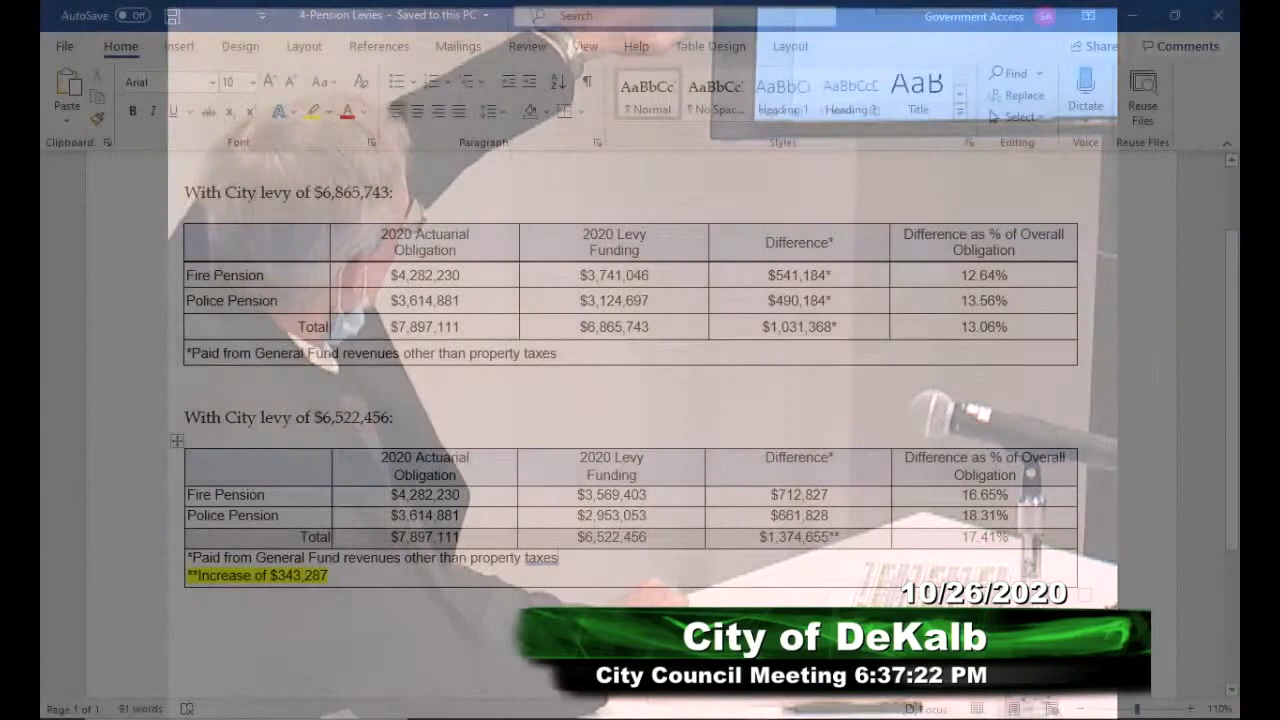 AutoSave Off 4-Pension Levies - Saved to this PC Search Government Access SA
File Home Insert Design Layout References Mailings Review View Help Table Design Layout Share Comments
Paste Arial 10 Aa AaBbCc AaBbCc AaBbCc AaBbCcC AaB Find Replace Select Dictate Reuse Files
¶ Normal ¶ No Spac... Heading 1 Heading 2 Title
Clipboard Font Paragraph Styles Editing Voice Reuse Files
With City levy of $6,865,743:
2020 Actuarial Obligation 2020 Levy Funding Difference* Difference as % of Overall Obligation
Fire Pension $4,282,230 $3,741,046 $541,184* 12.64%
Police Pension $3,614,881 $3,124,697 $490,184* 13.56%
Total $7,897,111 $6,865,743 $1,031,368* 13.06%
*Paid from General Fund revenues other than property taxes
With City levy of $6,522,456:
2020 Actuarial Obligation 2020 Levy Funding Difference* Difference as % of Overall Obligation
Fire Pension $4,282,230 $3,569,403 $712,827 16.65%
Police Pension $3,614,881 $2,953,053 $661,828 18.31%
Total $7,897,111 $6,522,456 $1,374,655** 17.41%
*Paid from General Fund revenues other than property taxes
**Increase of $343,287
10/26/2020
City of DeKalb
City Council Meeting 6:37:22 PM
Page 1 of 1 91 words Focus 110%